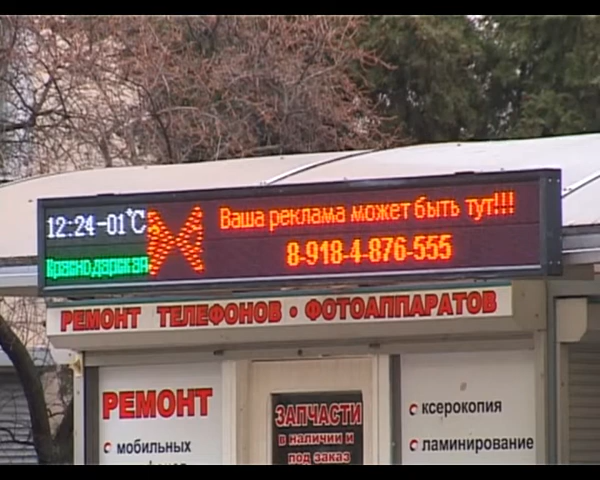 12:24 -01°C
Краснодарская
Ваша реклама может быть тут!!!
8-918-4-876-555
РЕМОНТ ТЕЛЕФОНОВ • ФОТОАППАРАТОВ
РЕМОНТ
мобильных
ЗАПЧАСТИ
в наличии и
под заказ
ксерокопия
ламинирование